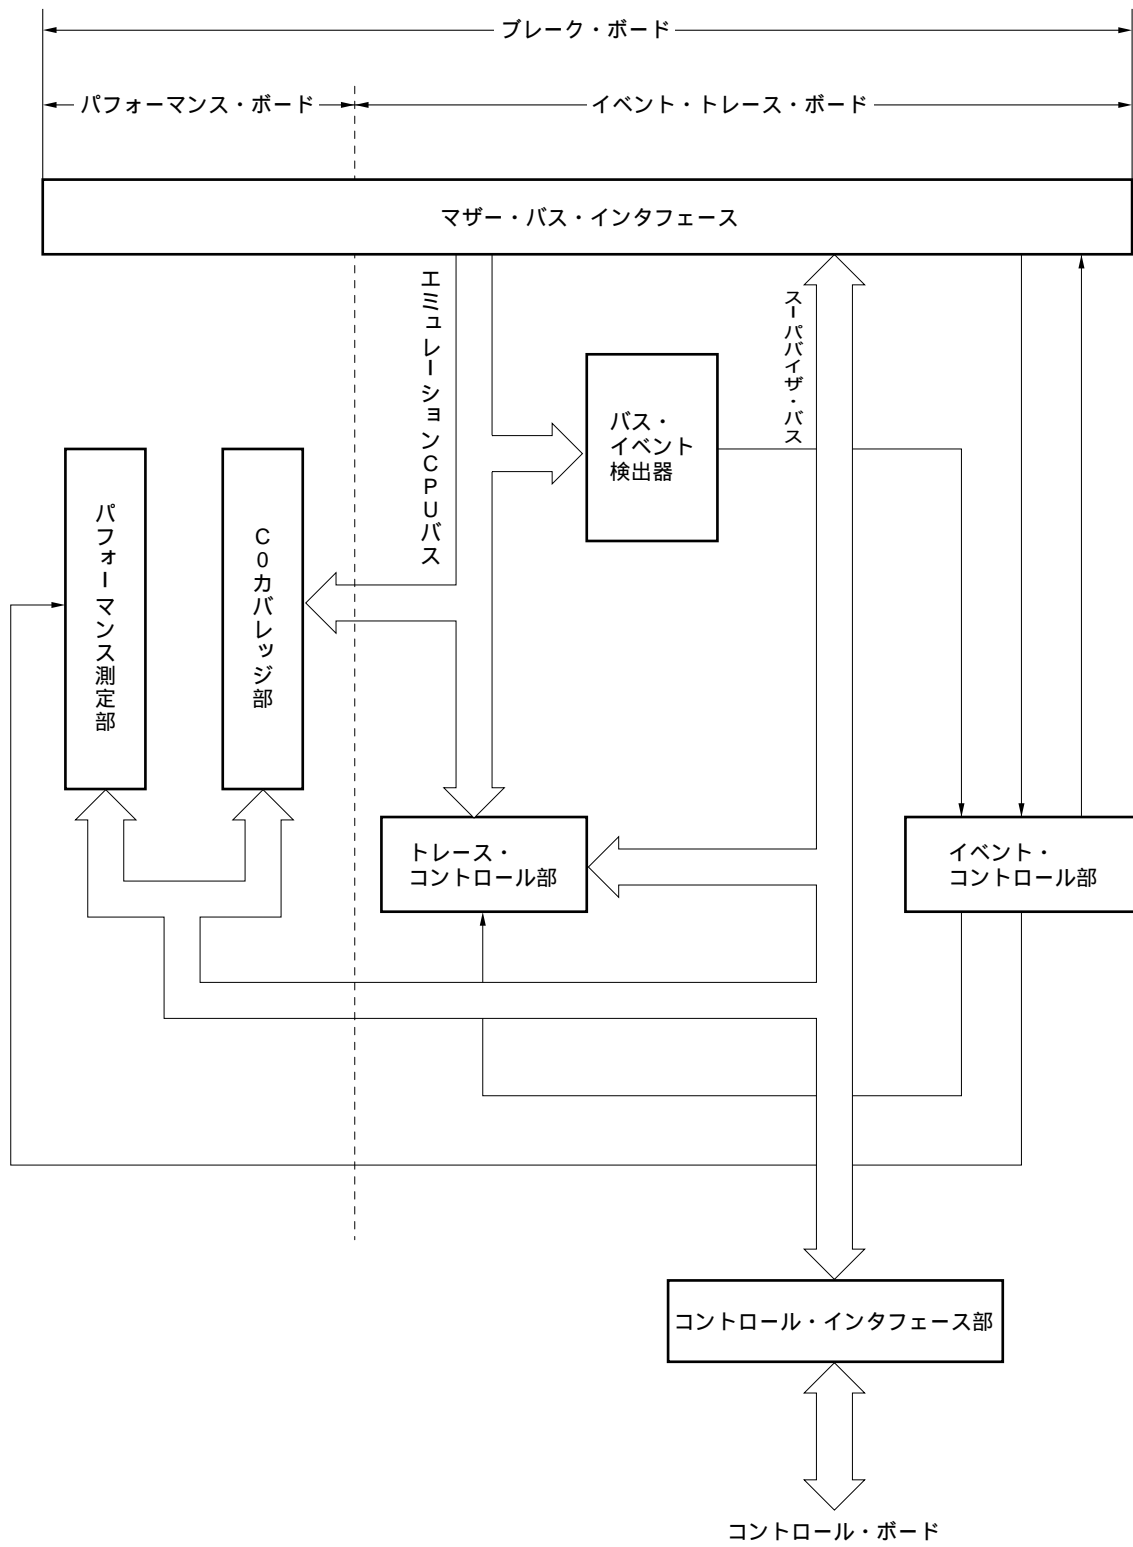 ブレーク・ボード
パフォーマンス・ボード
イベント・トレース・ボード
マザー・バス・インタフェース
エミュレーションCPUバス
スーパバイザ・バス
バス・
イベント
検出器
パフォーマンス測定部
C0カバレッジ部
トレース・
コントロール部
イベント・
コントロール部
コントロール・インタフェース部
コントロール・ボード